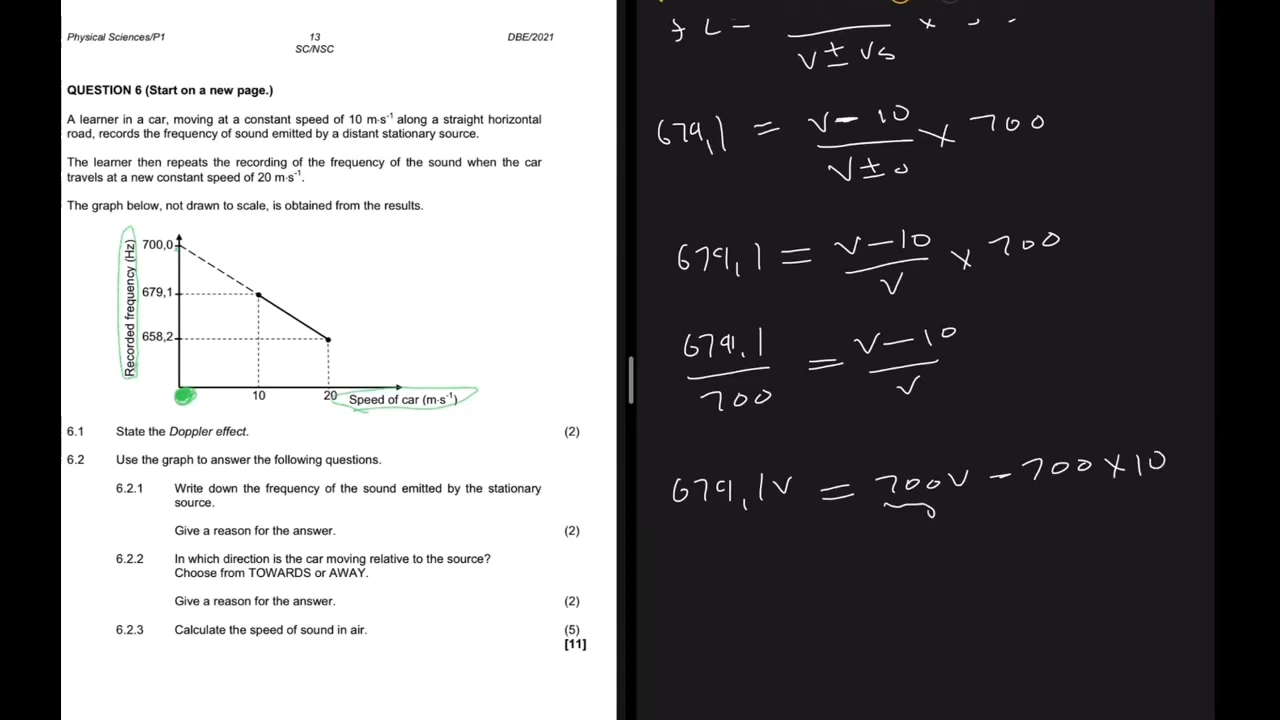 Physical Sciences/P1 13 DBE/2021
SC/NSC
QUESTION 6 (Start on a new page.)
A learner in a car, moving at a constant speed of 10 m·s⁻¹ along a straight horizontal
road, records the frequency of sound emitted by a distant stationary source.
The learner then repeats the recording of the frequency of the sound when the car
travels at a new constant speed of 20 m·s⁻¹.
The graph below, not drawn to scale, is obtained from the results.
Recorded frequency (Hz)
700,0
679,1
658,2
10 20 Speed of car (m·s⁻¹)
6.1 State the Doppler effect. (2)
6.2 Use the graph to answer the following questions.
6.2.1 Write down the frequency of the sound emitted by the stationary
source.
Give a reason for the answer. (2)
6.2.2 In which direction is the car moving relative to the source?
Choose from TOWARDS or AWAY.
Give a reason for the answer. (2)
6.2.3 Calculate the speed of sound in air. (5)
[11]
fL = ×
v ± vs
679,1 = v - 10 × 700
v ± 0
679,1 = v - 10 × 700
v
679,1 = v - 10
700 v
679,1v = 700v - 700 × 10